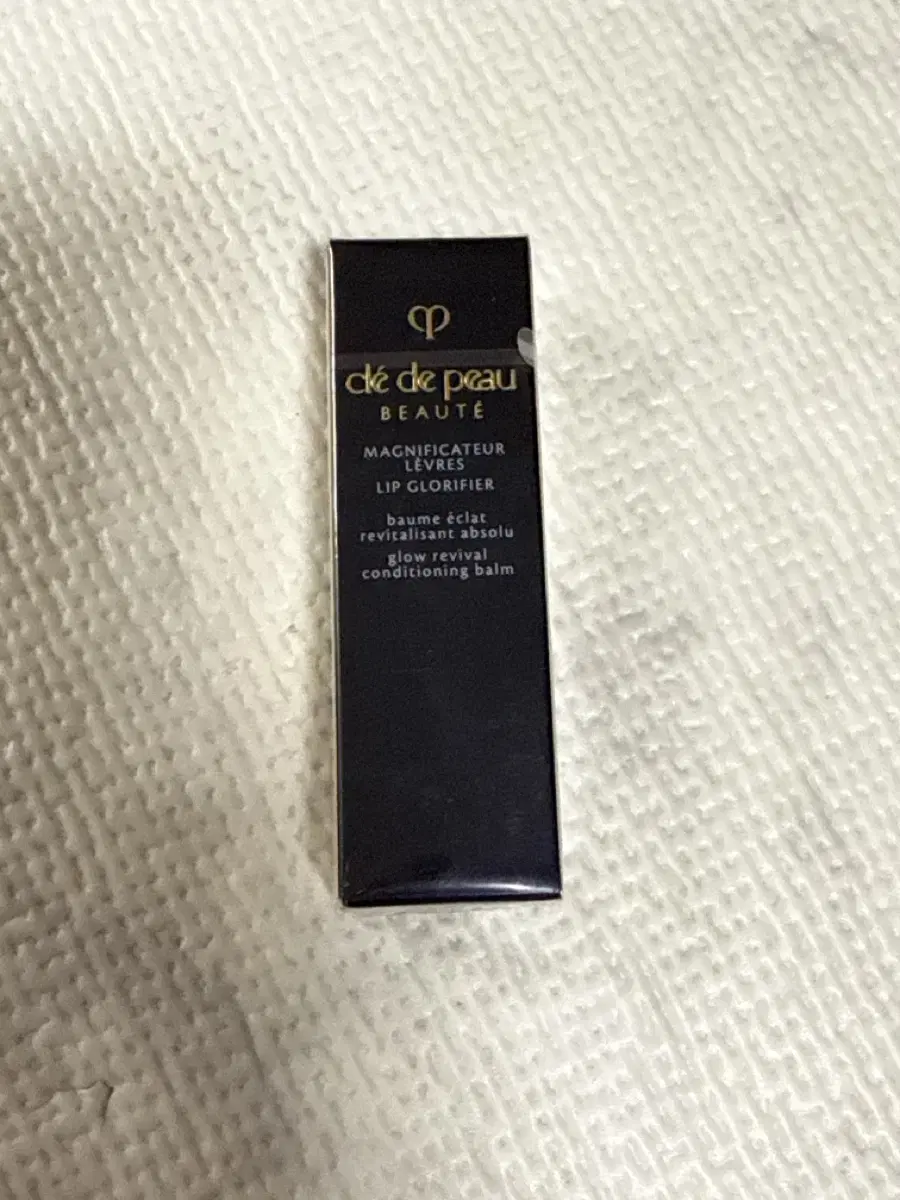 clé de peau
BEAUTÉ
MAGNIFICATEUR
LÈVRES
LIP GLORIFIER
baume éclat
revitalisant absolu
glow revival
conditioning balm